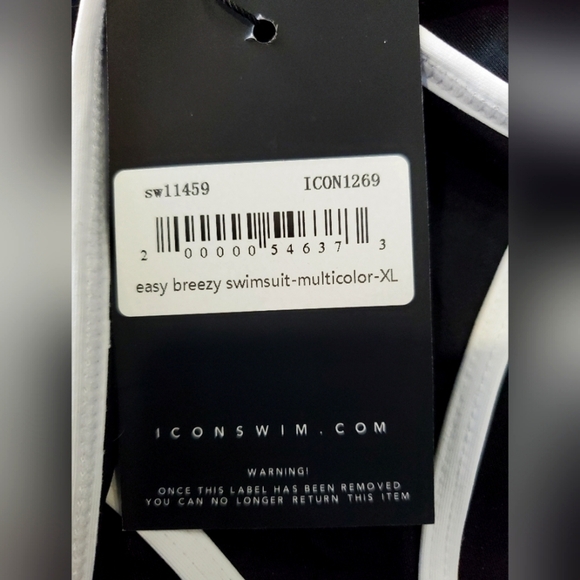 sw11459 ICON1269
2 00000 54637 3
easy breezy swimsuit-multicolor-XL
ICONSWIM.COM
WARNING!
ONCE THIS LABEL HAS BEEN REMOVED
YOU CAN NO LONGER RETURN THIS ITEM